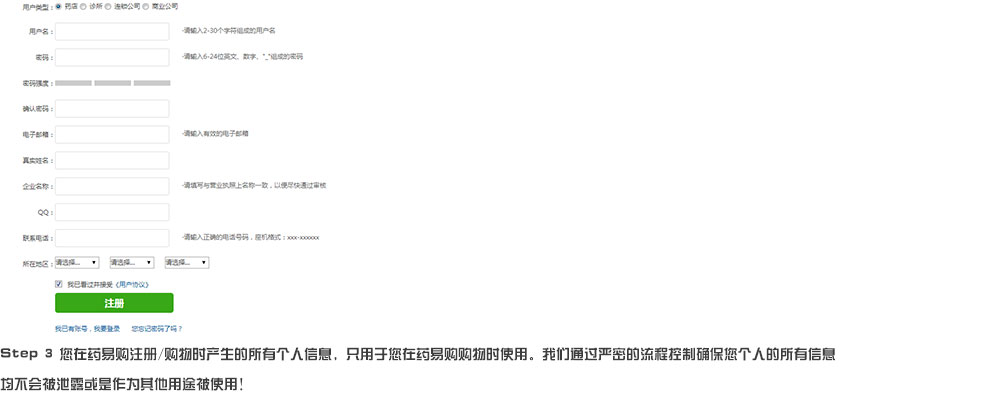 用户类型： 药店 诊所 连锁公司 商业公司
用户名： -请输入2-30个字符组成的用户名
密码： -请输入6-24位英文、数字、"_"组成的密码
密码强度：
确认密码：
电子邮箱： -请输入有效的电子邮箱
真实姓名：
企业名称： -请填写与营业执照上名称一致，以便尽快通过审核
QQ：
联系电话： -请输入正确的电话号码，座机格式：xxx-xxxxxx
所在地区： 请选择... 请选择... 请选择...
我已看过并接受《用户协议》
注册
我已有账号，我要登录 您忘记密码了吗？
Step 3 您在药易购注册/购物时产生的所有个人信息，只用于您在药易购购物时使用。我们通过严密的流程控制确保您个人的所有信息
均不会被泄露或是作为其他用途被使用！